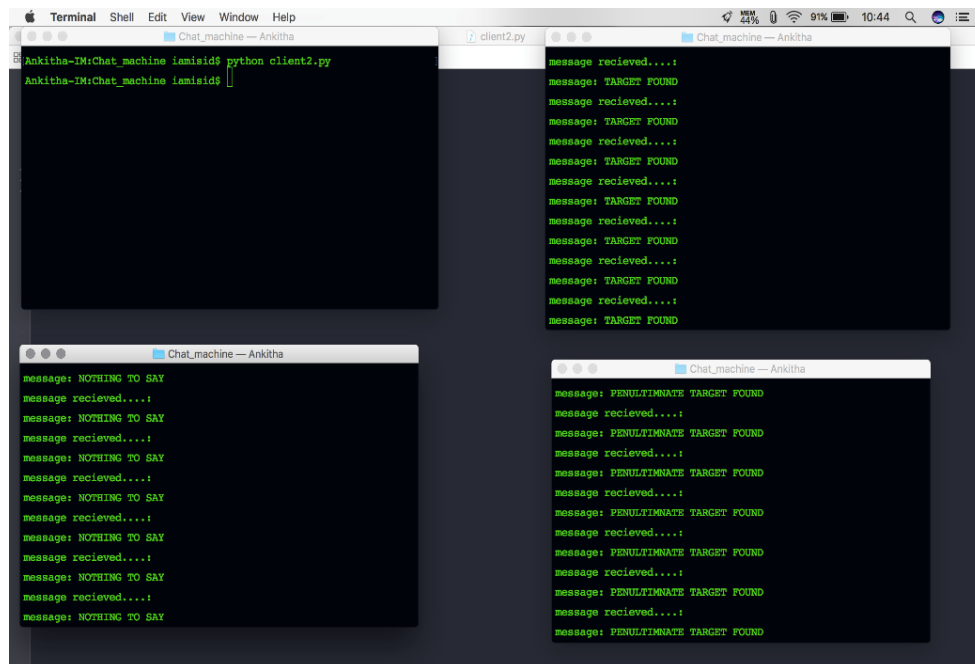 Terminal Shell Edit View Window Help
MEM 44% 91% 10:44
Chat_machine — Ankitha
Ankitha-IM:Chat_machine iamisid$ python client2.py
Ankitha-IM:Chat_machine iamisid$
client2.py
Chat_machine — Ankitha
message recieved....:
message: TARGET FOUND
message recieved....:
message: TARGET FOUND
message recieved....:
message: TARGET FOUND
message recieved....:
message: TARGET FOUND
message recieved....:
message: TARGET FOUND
message recieved....:
message: TARGET FOUND
message recieved....:
message: TARGET FOUND
Chat_machine — Ankitha
message: NOTHING TO SAY
message recieved....:
message: NOTHING TO SAY
message recieved....:
message: NOTHING TO SAY
message recieved....:
message: NOTHING TO SAY
message recieved....:
message: NOTHING TO SAY
message recieved....:
message: NOTHING TO SAY
message recieved....:
message: NOTHING TO SAY
Chat_machine — Ankitha
message: PENULTIMNATE TARGET FOUND
message recieved....:
message: PENULTIMNATE TARGET FOUND
message recieved....:
message: PENULTIMNATE TARGET FOUND
message recieved....:
message: PENULTIMNATE TARGET FOUND
message recieved....:
message: PENULTIMNATE TARGET FOUND
message recieved....:
message: PENULTIMNATE TARGET FOUND
message recieved....:
message: PENULTIMNATE TARGET FOUND